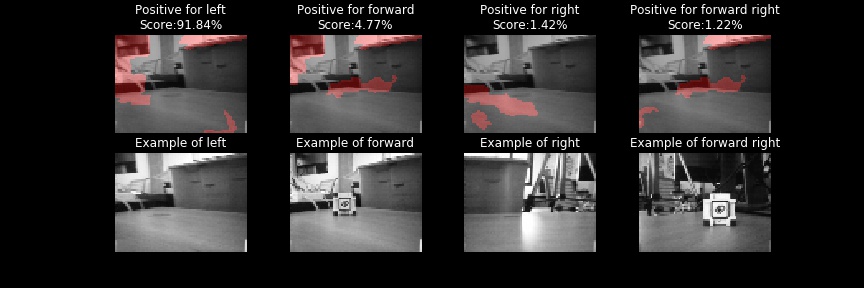 Positive for left
Score:91.84%
Positive for forward
Score:4.77%
Positive for right
Score:1.42%
Positive for forward right
Score:1.22%
Example of left
Example of forward
Example of right
Example of forward right